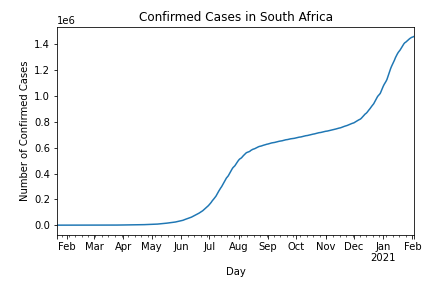 Confirmed Cases in South Africa
1e6
Number of Confirmed Cases
1.4
1.2
1.0
0.8
0.6
0.4
0.2
0.0
Feb Mar Apr May Jun Jul Aug Sep Oct Nov Dec Jan Feb
2021
Day